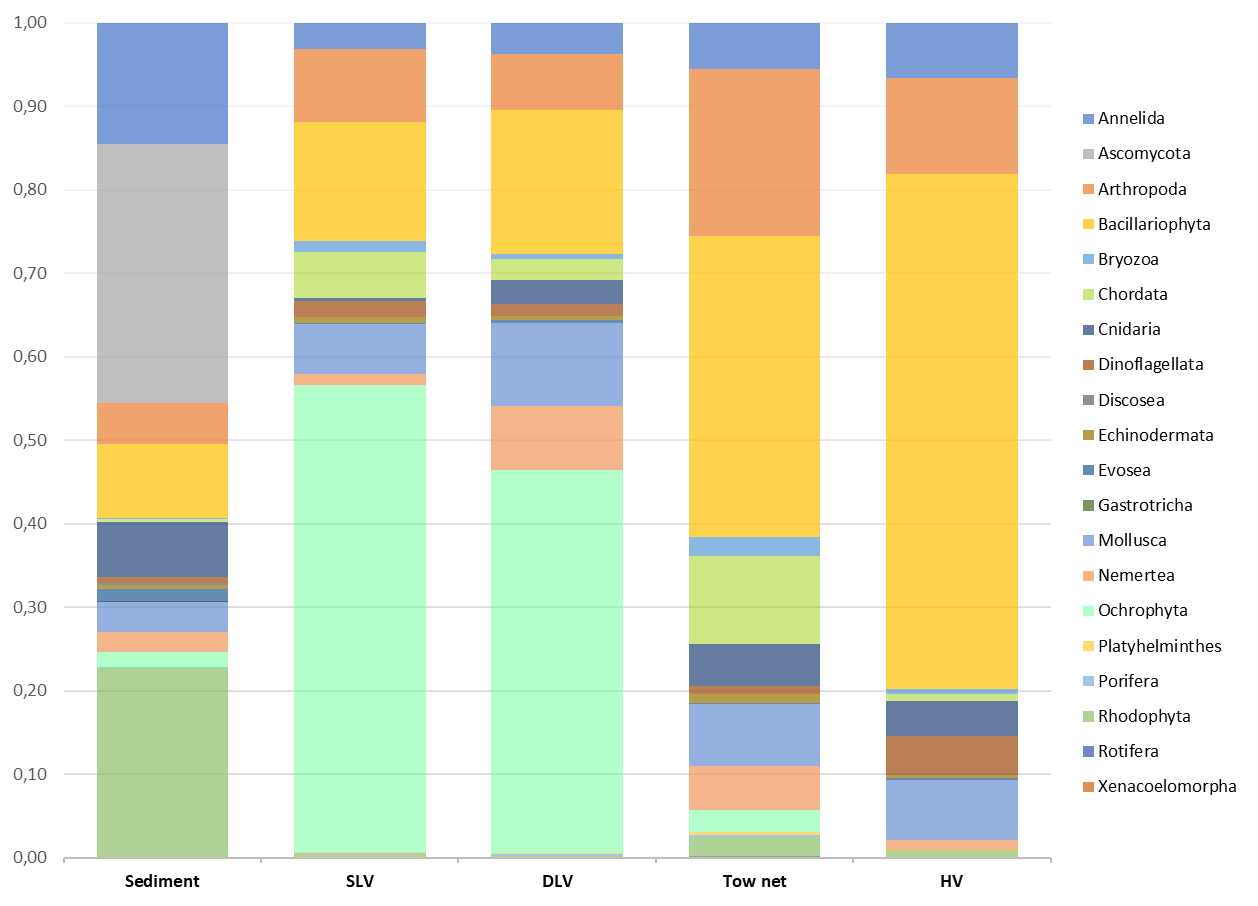 1,00
0,90
0,80
0,70
0,60
0,50
0,40
0,30
0,20
0,10
0,00
Sediment SLV DLV Tow net HV
Annelida
Ascomycota
Arthropoda
Bacillariophyta
Bryozoa
Chordata
Cnidaria
Dinoflagellata
Discosea
Echinodermata
Evosea
Gastrotricha
Mollusca
Nemertea
Ochrophyta
Platyhelminthes
Porifera
Rhodophyta
Rotifera
Xenacoelomorpha